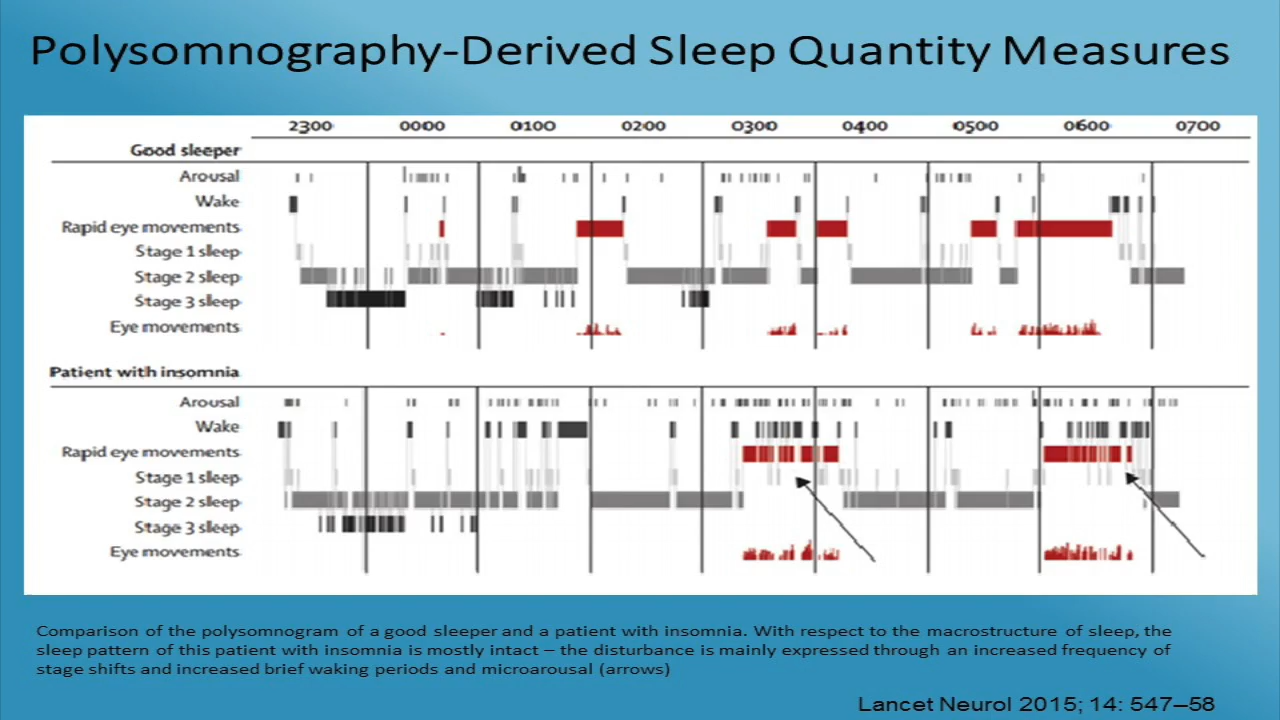 Polysomnography-Derived Sleep Quantity Measures
2300 0000 0100 0200 0300 0400 0500 0600 0700
Good sleeper
Arousal
Wake
Rapid eye movements
Stage 1 sleep
Stage 2 sleep
Stage 3 sleep
Eye movements
Patient with insomnia
Arousal
Wake
Rapid eye movements
Stage 1 sleep
Stage 2 sleep
Stage 3 sleep
Eye movements
Comparison of the polysomnogram of a good sleeper and a patient with insomnia. With respect to the macrostructure of sleep, the
sleep pattern of this patient with insomnia is mostly intact – the disturbance is mainly expressed through an increased frequency of
stage shifts and increased brief waking periods and microarousal (arrows)
Lancet Neurol 2015; 14: 547–58